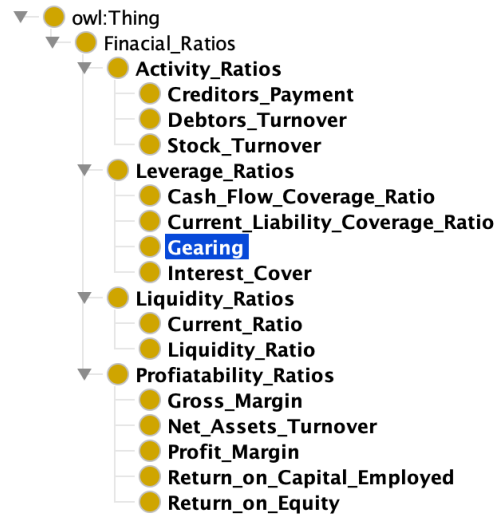 owl:Thing
Finacial_Ratios
Activity_Ratios
Creditors_Payment
Debtors_Turnover
Stock_Turnover
Leverage_Ratios
Cash_Flow_Coverage_Ratio
Current_Liability_Coverage_Ratio
Gearing
Interest_Cover
Liquidity_Ratios
Current_Ratio
Liquidity_Ratio
Profiatability_Ratios
Gross_Margin
Net_Assets_Turnover
Profit_Margin
Return_on_Capital_Employed
Return_on_Equity